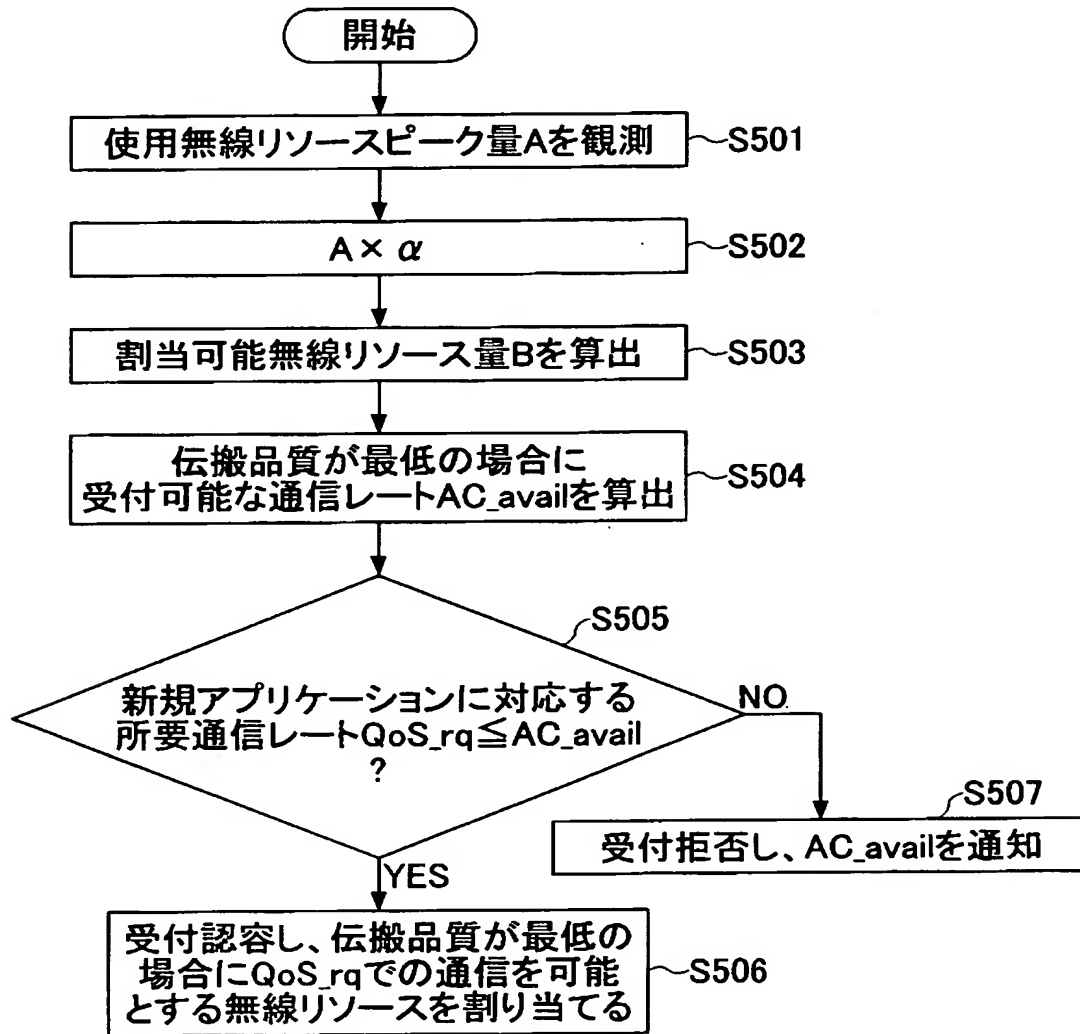 開始
使用無線リソースピーク量Aを観測
S501
A × α
S502
割当可能無線リソース量Bを算出
S503
伝搬品質が最低の場合に
受付可能な通信レートAC_availを算出
S504
S505
新規アプリケーションに対応する
所要通信レートQoS_rq≦AC_avail
?
NO
S507
受付拒否し、AC_availを通知
YES
受付認容し、伝搬品質が最低の
場合にQoS_rqでの通信を可能
とする無線リソースを割り当てる
S506